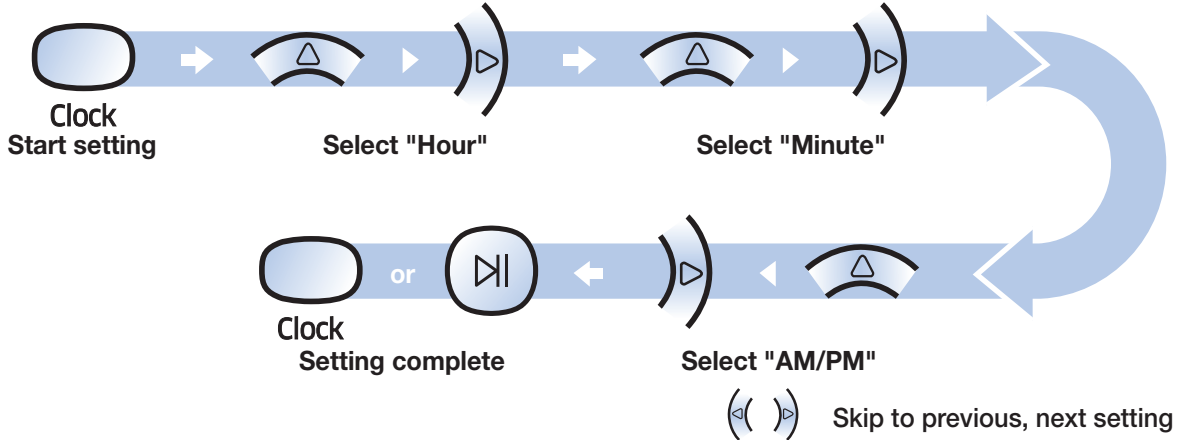 Clock
Start setting
Select "Hour"
Select "Minute"
or
Clock
Setting complete
Select "AM/PM"
Skip to previous, next setting